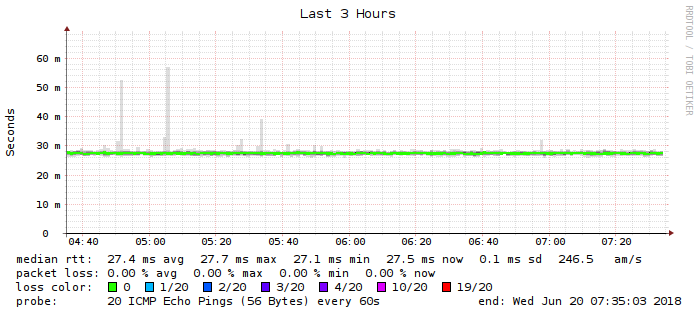 Last 3 Hours
RRDTOOL / TOBI OETIKER
Seconds
60 m
50 m
40 m
30 m
20 m
10 m
0
04:40 05:00 05:20 05:40 06:00 06:20 06:40 07:00 07:20
median rtt: 27.4 ms avg 27.7 ms max 27.1 ms min 27.5 ms now 0.1 ms sd 246.5 am/s
packet loss: 0.00 % avg 0.00 % max 0.00 % min 0.00 % now
loss color: 0 1/20 2/20 3/20 4/20 10/20 19/20
probe: 20 ICMP Echo Pings (56 Bytes) every 60s end: Wed Jun 20 07:35:03 2018